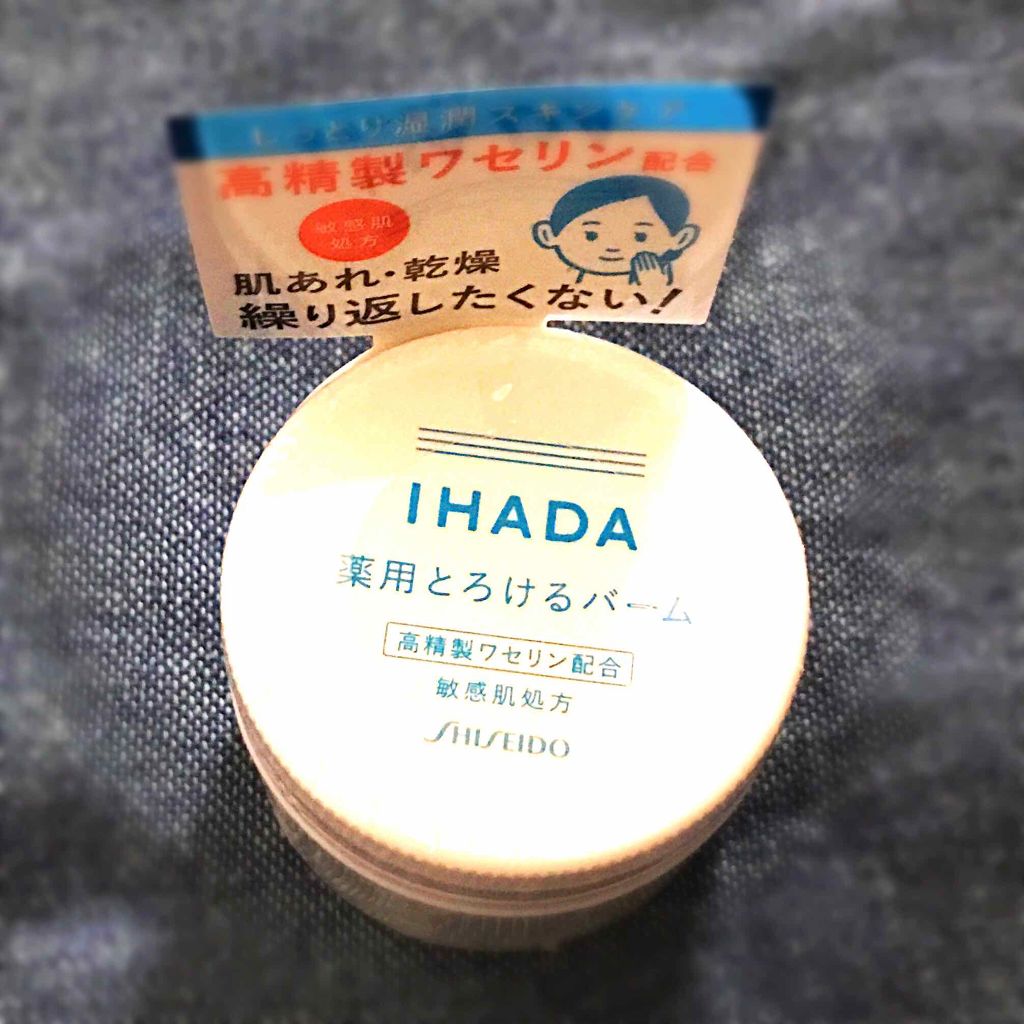 しっとり湿潤スキンケア
高精製ワセリン配合
敏感肌
処方
肌あれ・乾燥
繰り返したくない!
IHADA
薬用とろけるバーム
高精製ワセリン配合
敏感肌処方
SHISEIDO